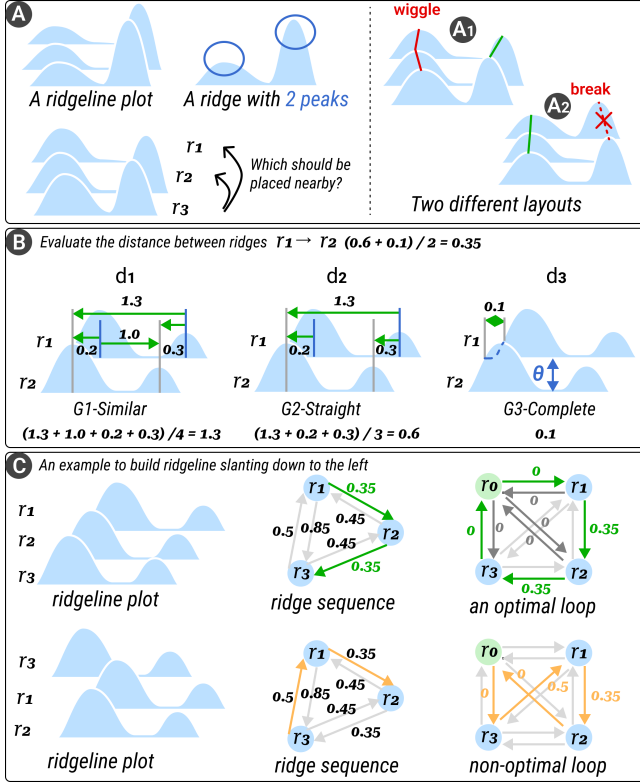 A
wiggle
A1
break
A2
A ridgeline plot
A ridge with 2 peaks
r1
r2
r3
Which should be
placed nearby?
Two different layouts
B
Evaluate the distance between ridges r1→ r2 (0.6 + 0.1) / 2 = 0.35
d1
d2
d3
1.3
1.0
0.2
0.3
r1
r2
1.3
0.2
0.3
r1
r2
0.1
r1
r2
θ
G1-Similar
G2-Straight
G3-Complete
(1.3 + 1.0 + 0.2 + 0.3) /4 = 1.3
(1.3 + 0.2 + 0.3) / 3 = 0.6
0.1
C
An example to build ridgeline slanting down to the left
r1
r2
r3
ridgeline plot
r1
0.35
0.5
0.85
0.45
r2
0.45
r3
0.35
ridge sequence
r0
0
r1
0
0
0
0
0
0.35
r3
r2
0.35
an optimal loop
r3
r1
r2
ridgeline plot
r1
0.35
0.5
0.85
0.45
r2
0.45
r3
0.35
ridge sequence
r0
r1
0
0
0.5
0.35
r3
r2
non-optimal loop